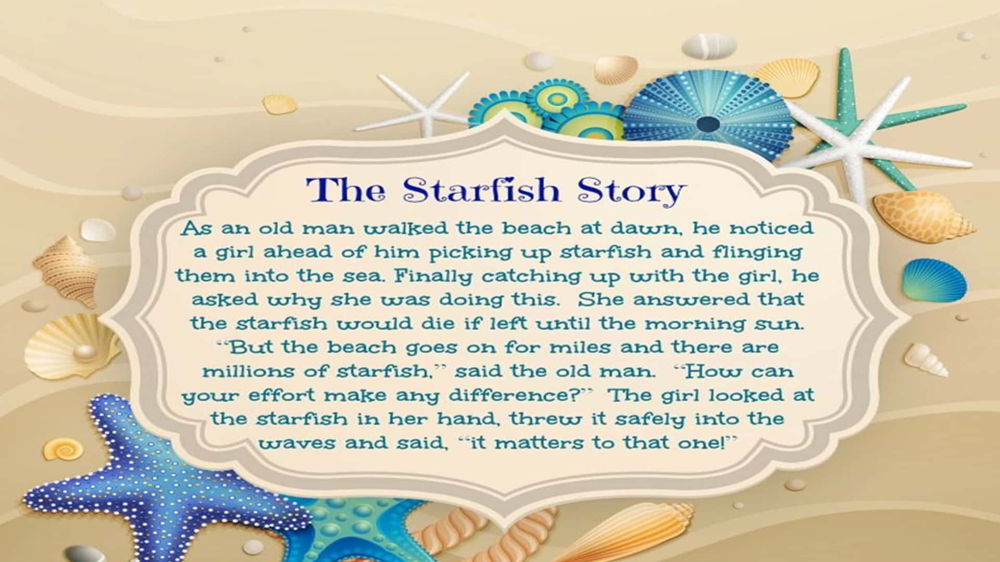 The Starfish Story
As an old man walked the beach at dawn, he noticed
a girl ahead of him picking up starfish and flinging
them into the sea. Finally catching up with the girl, he
asked why she was doing this. She answered that
the starfish would die if left until the morning sun.
“But the beach goes on for miles and there are
millions of starfish,” said the old man. “How can
your effort make any difference?” The girl looked at
the starfish in her hand, threw it safely into the
waves and said, “it matters to that one!”